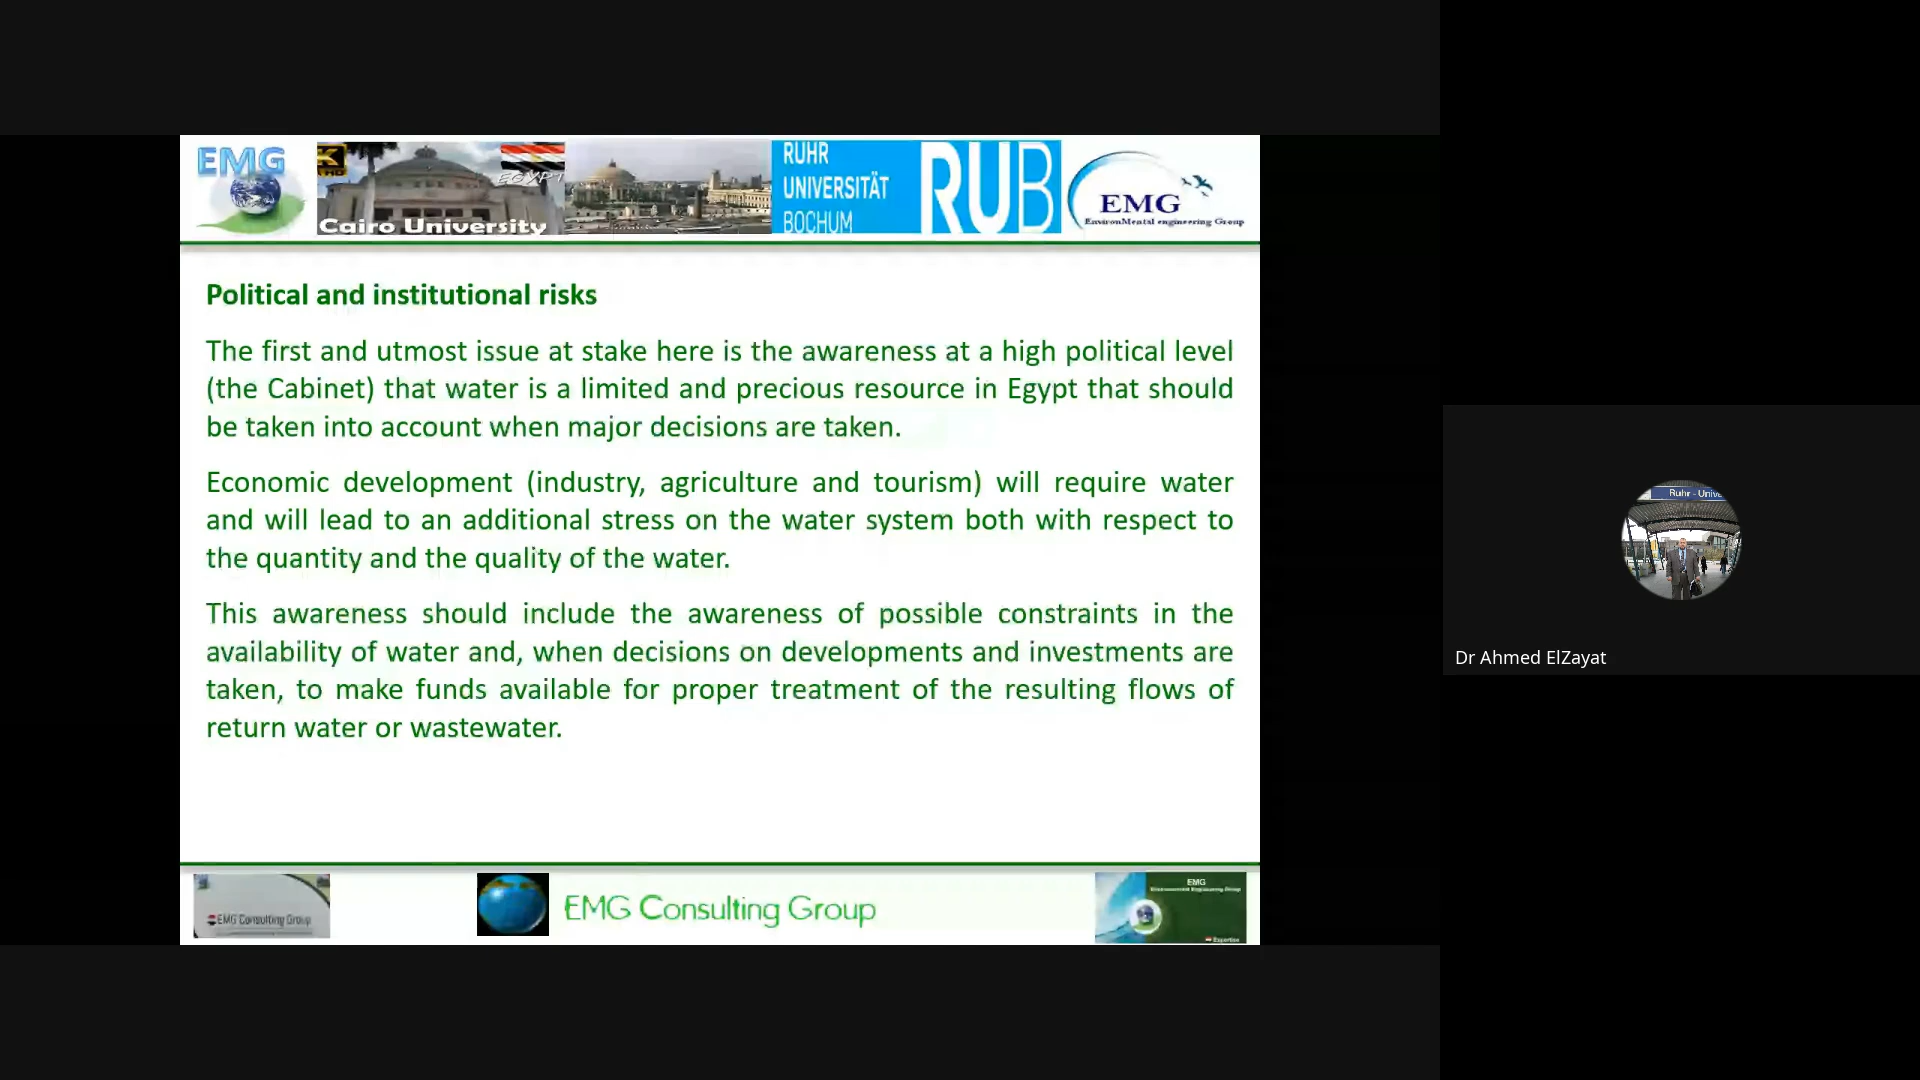 EMG
K
HD
EGYPT
Cairo University
RUHR
UNIVERSITÄT
BOCHUM
RUB
EMG
EnvironMental engineering Group
Political and institutional risks
The first and utmost issue at stake here is the awareness at a high political level
(the Cabinet) that water is a limited and precious resource in Egypt that should
be taken into account when major decisions are taken.
Economic development (industry, agriculture and tourism) will require water
and will lead to an additional stress on the water system both with respect to
the quantity and the quality of the water.
This awareness should include the awareness of possible constraints in the
availability of water and, when decisions on developments and investments are
taken, to make funds available for proper treatment of the resulting flows of
return water or wastewater.
EMG Consulting Group
EMG Consulting Group
EMG
Environmental Engineering Group
Ruhr - Unive
Dr Ahmed ElZayat